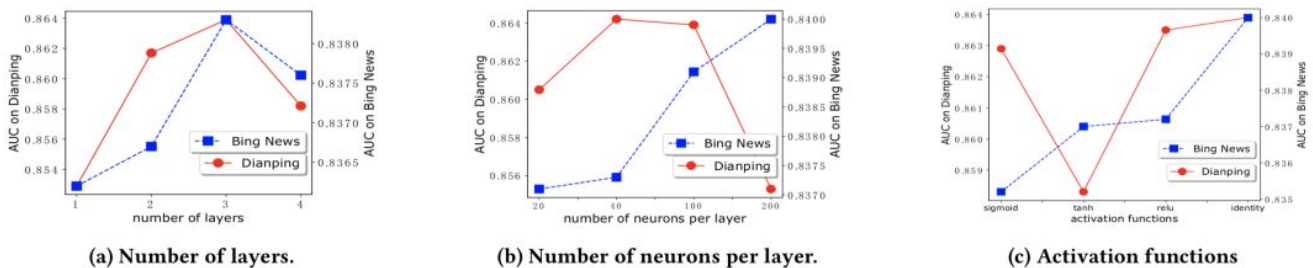 0.864
0.862
0.860
0.858
0.856
0.854
AUC on Dianping
0.8380
0.8375
0.8370
0.8365
AUC on Bing News
Bing News
Dianping
1 2 3 4
number of layers
(a) Number of layers.
0.864
0.862
0.860
0.858
0.856
AUC on Dianping
0.8400
0.8395
0.8390
0.8385
0.8380
0.8375
0.8370
AUC on Bing News
Bing News
Dianping
20 40 100 200
number of neurons per layer
(b) Number of neurons per layer.
0.864
0.863
0.862
0.861
0.860
0.859
AUC on Dianping
0.840
0.839
0.838
0.837
0.836
0.835
AUC on Bing News
Bing News
Dianping
sigmoid tanh relu identity
activation functions
(c) Activation functions